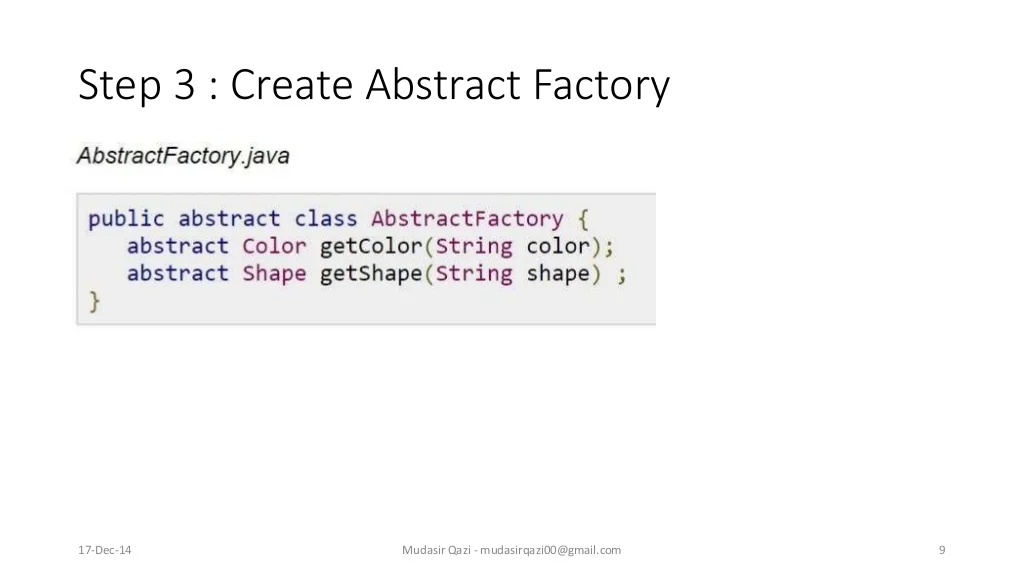 Step 3 : Create Abstract Factory
AbstractFactory.java
public abstract class AbstractFactory {
   abstract Color getColor(String color);
   abstract Shape getShape(String shape) ;
}
17-Dec-14
Mudasir Qazi - mudasirqazi00@gmail.com
9